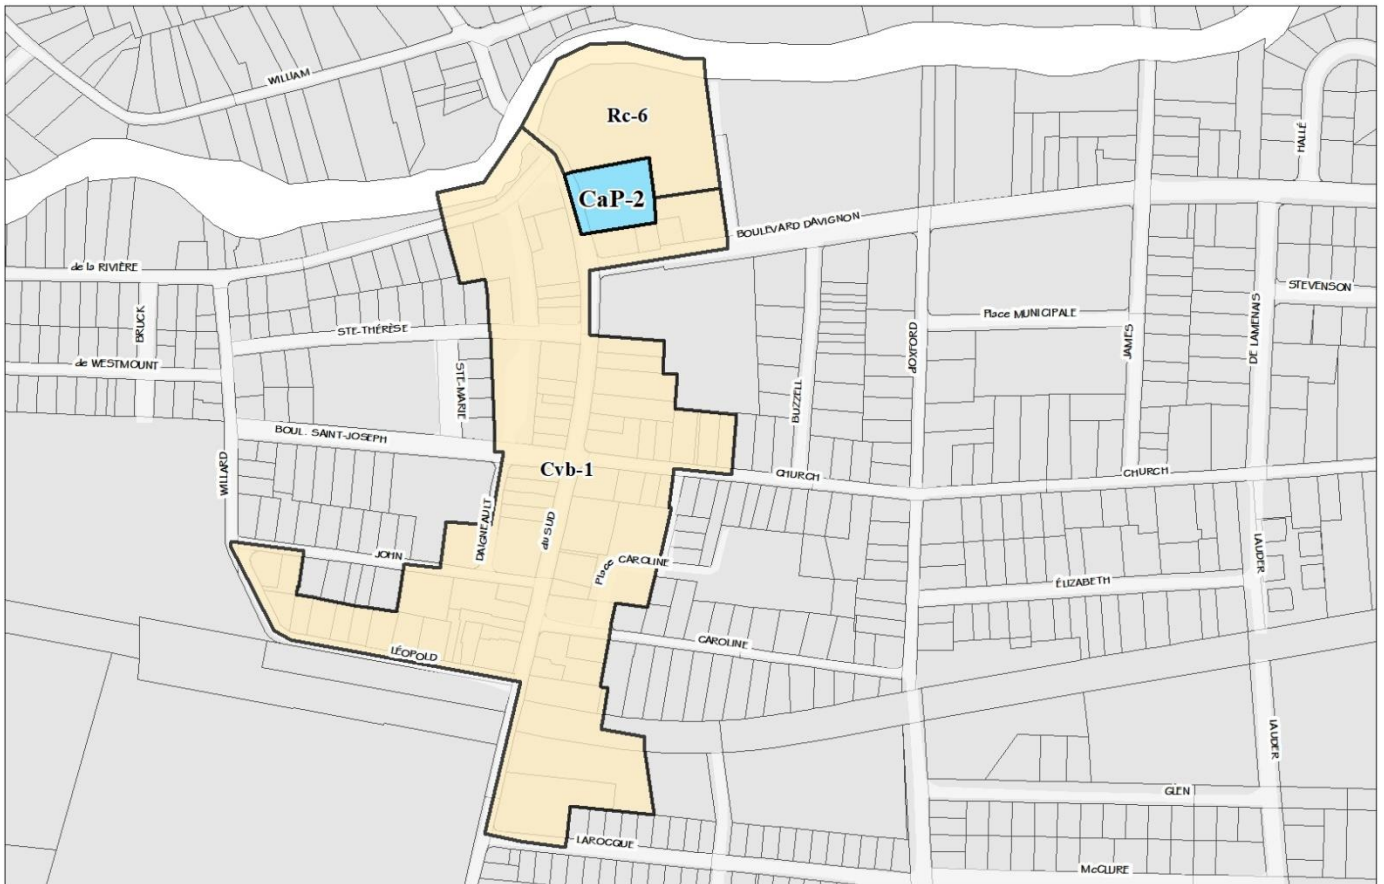 WILLIAM
Rc-6
HALLÉ
CaP-2
BOULEVARD DAVIGNON
de la RIVIÈRE
BRUCK
STE-THÉRÈSE
Place MUNICIPALE
STEVENSON
DE LAMENAIS
JAMES
D'OXFORD
de WESTMOUNT
STE-MARIE
BUZZELL
BOUL. SAINT-JOSEPH
WILLARD
Cvb-1
CHURCH
CHURCH
DAIGNEAULT
du SUD
JOHN
Place CAROLINE
LAUDER
ÉLIZABETH
CAROLINE
LÉOPOLD
LAUDER
GLEN
LAROCQUE
McCLURE